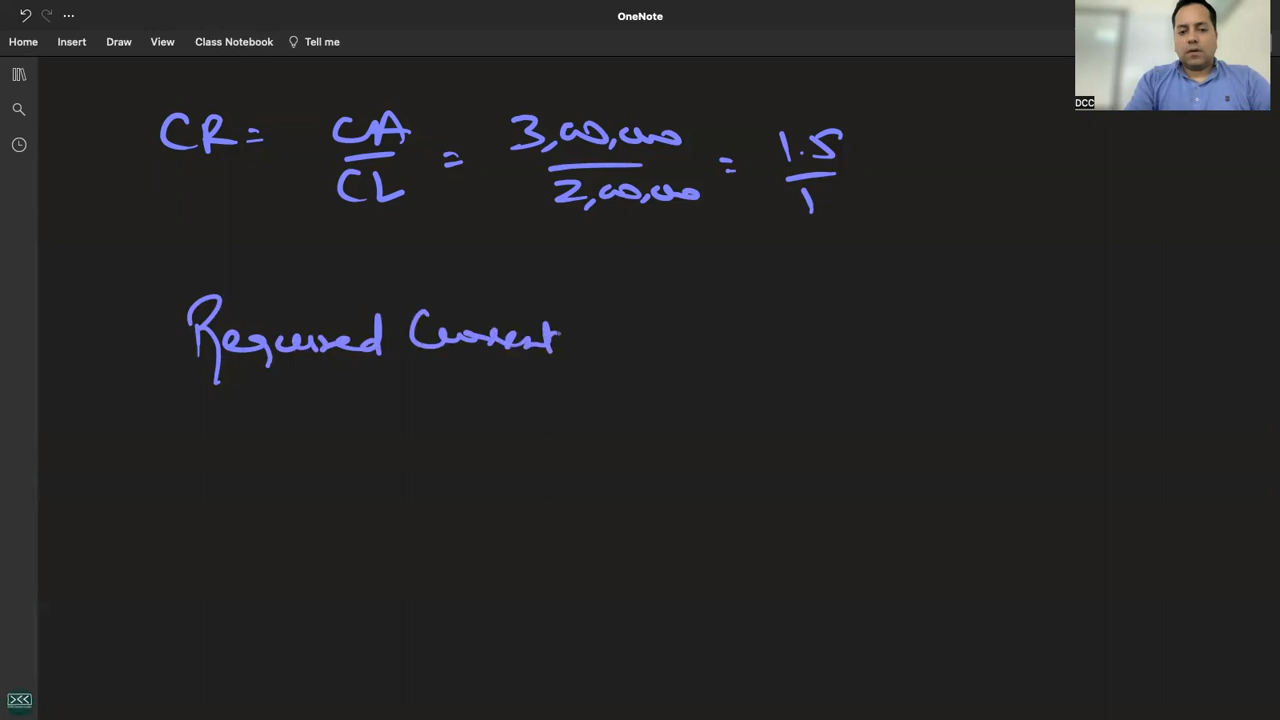 OneNote
Home Insert Draw View Class Notebook Tell me
DCC
CR = CA/CL = 3,00,000/2,00,000 = 1.5/1
Required Current